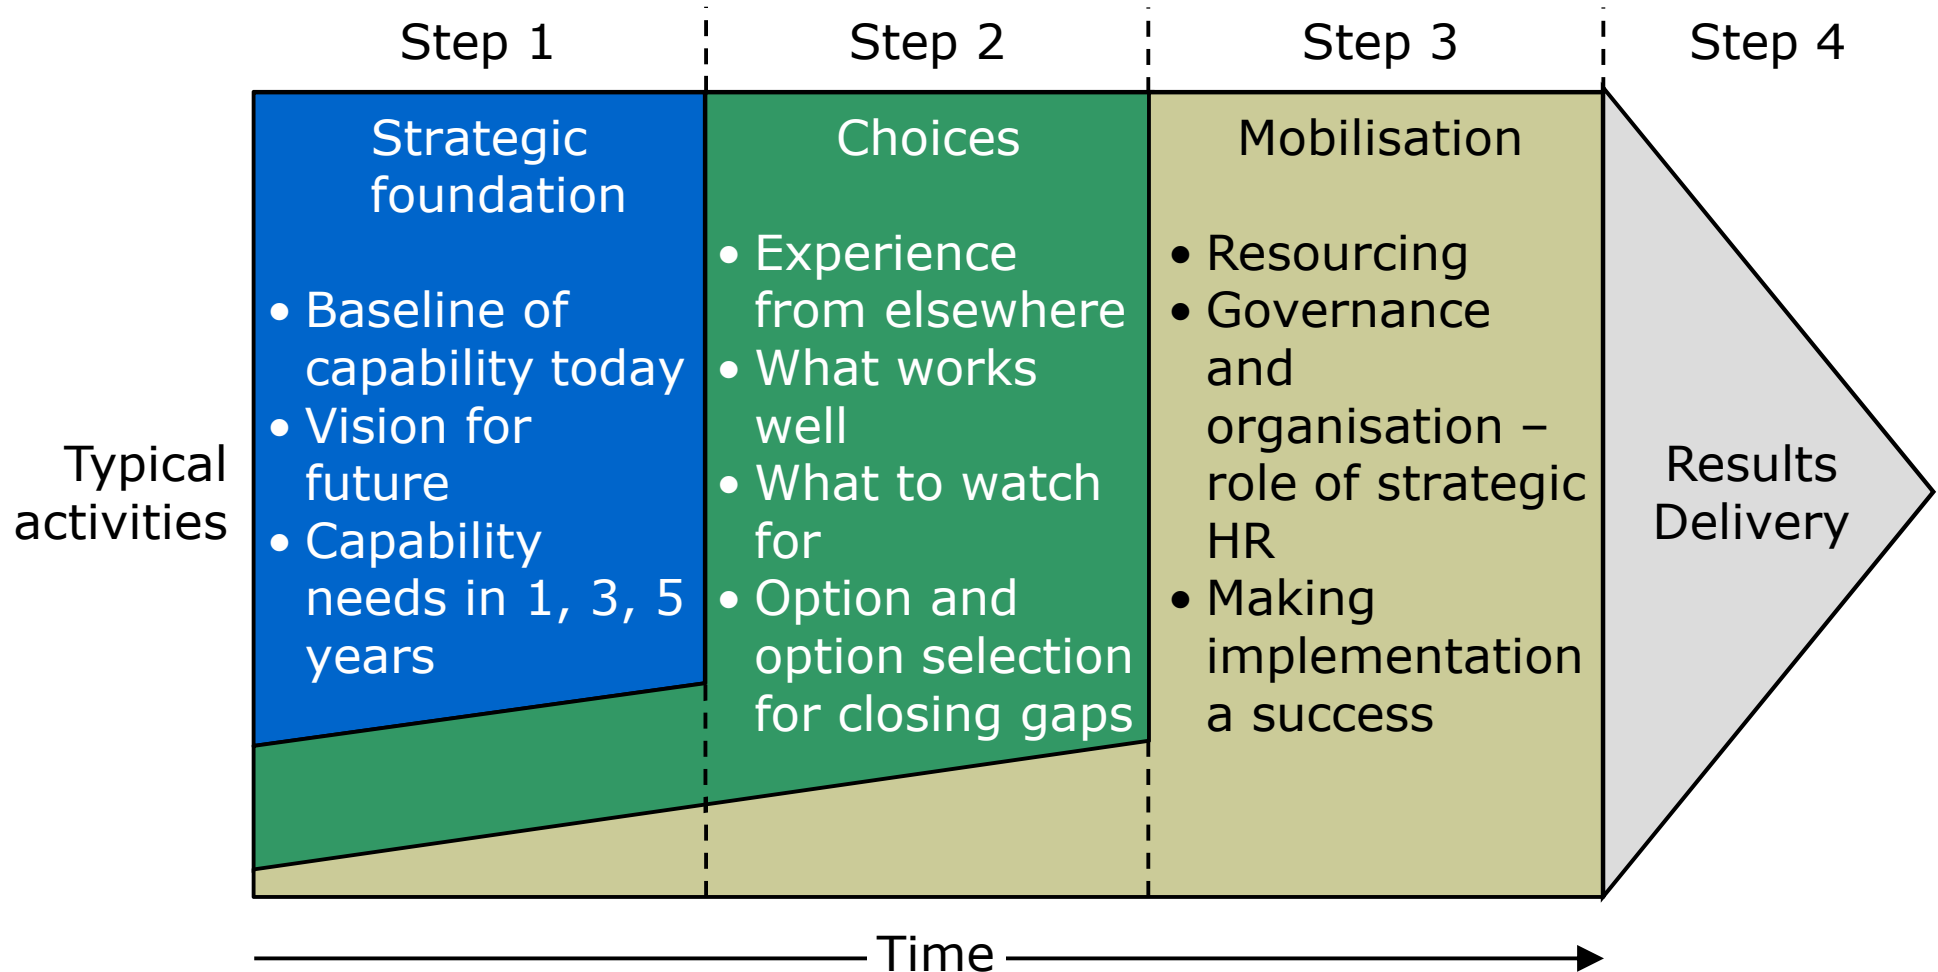 Step 1
Step 2
Step 3
Step 4
Typical
activities
Strategic
foundation
• Baseline of
capability today
• Vision for
future
• Capability
needs in 1, 3, 5
years
Choices
• Experience
from elsewhere
• What works
well
• What to watch
for
• Option and
option selection
for closing gaps
Mobilisation
• Resourcing
• Governance
and
organisation –
role of strategic
HR
• Making
implementation
a success
Results
Delivery
Time